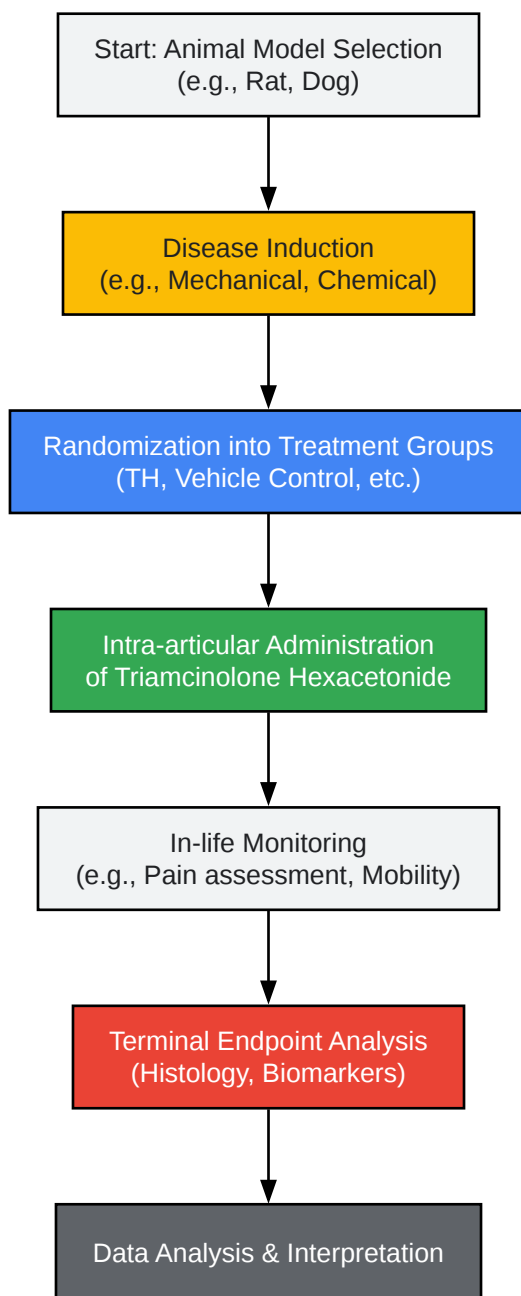 Start: Animal Model Selection
(e.g., Rat, Dog)
Disease Induction
(e.g., Mechanical, Chemical)
Randomization into Treatment Groups
(TH, Vehicle Control, etc.)
Intra-articular Administration
of Triamcinolone Hexacetonide
In-life Monitoring
(e.g., Pain assessment, Mobility)
Terminal Endpoint Analysis
(Histology, Biomarkers)
Data Analysis & Interpretation